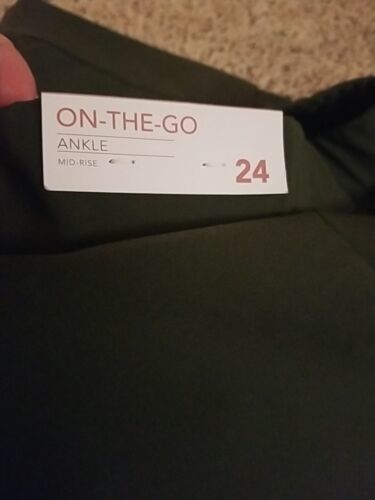 ON-THE-GO
ANKLE
MID-RISE
24